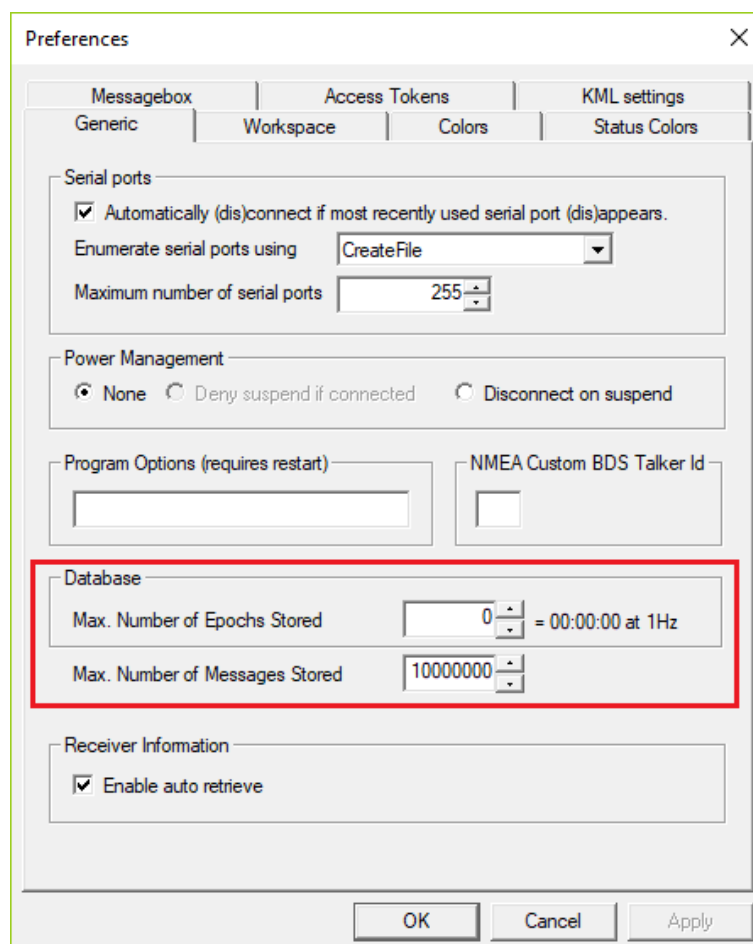 Preferences
Messagebox Access Tokens KML settings
Generic Workspace Colors Status Colors
Serial ports
Automatically (dis)connect if most recently used serial port (dis)appears.
Enumerate serial ports using CreateFile
Maximum number of serial ports 255
Power Management
None Deny suspend if connected Disconnect on suspend
Program Options (requires restart) NMEA Custom BDS Talker Id
Database
Max. Number of Epochs Stored 0 = 00:00:00 at 1Hz
Max. Number of Messages Stored 10000000
Receiver Information
Enable auto retrieve
OK Cancel Apply